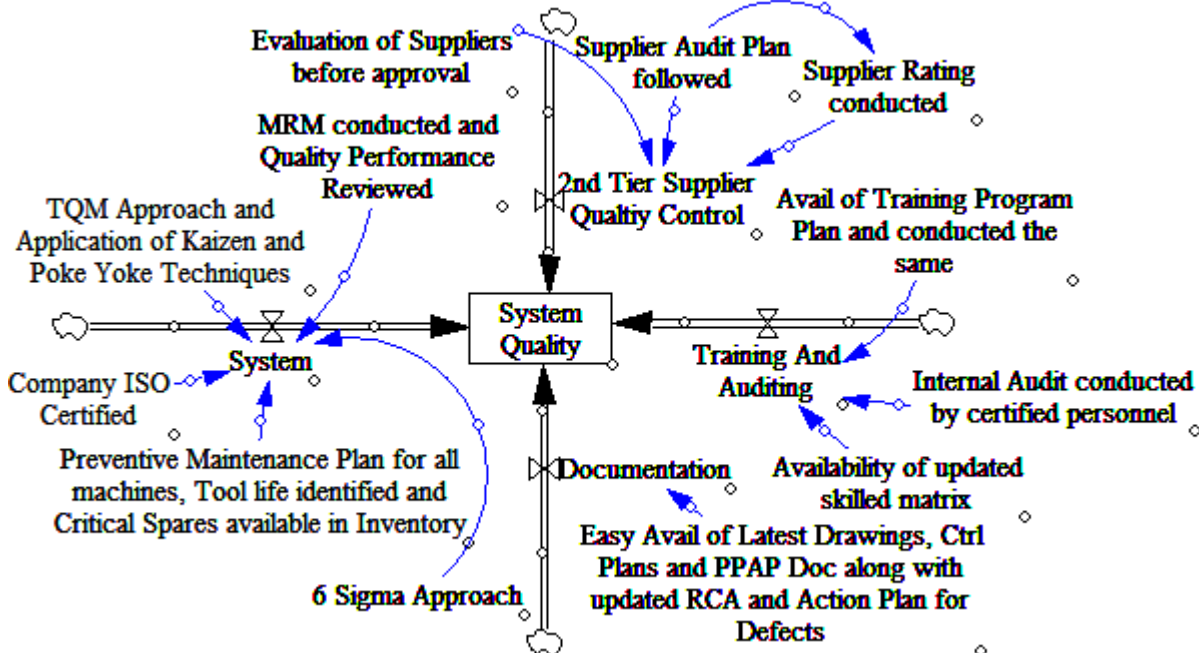 Evaluation of Suppliers
before approval
Supplier Audit Plan
followed
Supplier Rating
conducted
MRM conducted and
Quality Performance
Reviewed
2nd Tier Supplier
Qualtiy Control
TQM Approach and
Application of Kaizen and
Poke Yoke Techniques
Avail of Training Program
Plan and conducted the
same
System
Quality
System
Training And
Auditing
Company ISO
Certified
Internal Audit conducted
by certified personnel
Preventive Maintenance Plan for all
machines, Tool life identified and
Critical Spares available in Inventory
Documentation
Availability of updated
skilled matrix
6 Sigma Approach
Easy Avail of Latest Drawings, Ctrl
Plans and PPAP Doc along with
updated RCA and Action Plan for
Defects